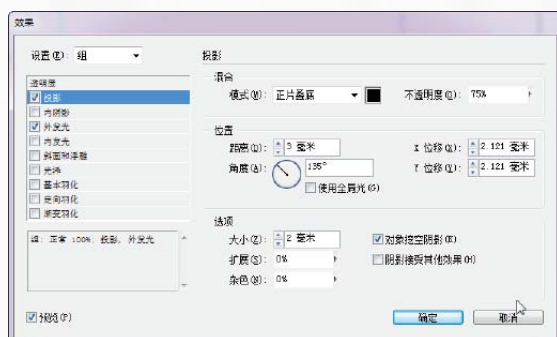 效果
设置(E): 组
透明度
投影
内阴影
外发光
内发光
斜面和浮雕
光泽
基本羽化
定向羽化
渐变羽化
组: 正常 100%; 投影, 外发光
预览(P)
投影
混合
模式(M): 正片叠底
不透明度(O): 75%
位置
距离(D): 3 毫米
X 位移(X): 2.121 毫米
角度(A): 135°
Y 位移(Y): 2.121 毫米
使用全局光(G)
选项
大小(Z): 2 毫米
对象挖空阴影(K)
扩展(S): 0%
阴影接受其他效果(H)
杂色(N): 0%
确定
取消